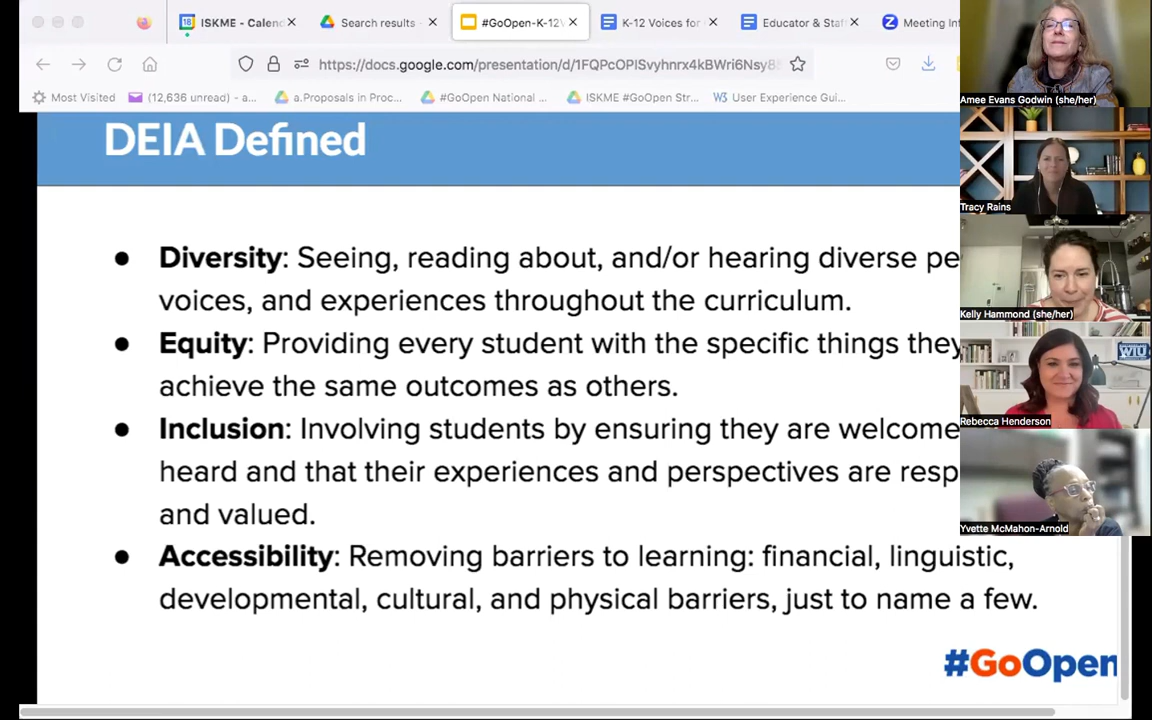 ISKME - Calend
Search results -
#GoOpen-K-12V
K-12 Voices for
Educator & Staf
Meeting Inf
https://docs.google.com/presentation/d/1FQPcOPlSvyhnrx4kBWri6Nsy8
Most Visited
(12,636 unread) - a...
a.Proposals in Proc...
#GoOpen National ...
ISKME #GoOpen Str...
User Experience Gui...
DEIA Defined
• Diversity: Seeing, reading about, and/or hearing diverse pe
voices, and experiences throughout the curriculum.
• Equity: Providing every student with the specific things they
achieve the same outcomes as others.
• Inclusion: Involving students by ensuring they are welcome
heard and that their experiences and perspectives are resp
and valued.
• Accessibility: Removing barriers to learning: financial, linguistic,
developmental, cultural, and physical barriers, just to name a few.
#GoOpen
Amee Evans Godwin (she/her)
Tracy Rains
Kelly Hammond (she/her)
WIU
Rebecca Henderson
Yvette McMahon-Arnold